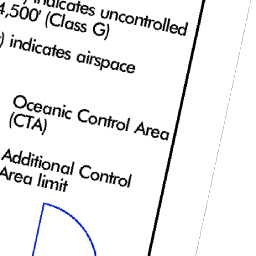 indicates uncontrolled
4,500' (Class G)
) indicates airspace
Oceanic Control Area
(CTA)
Additional Control
Area limit